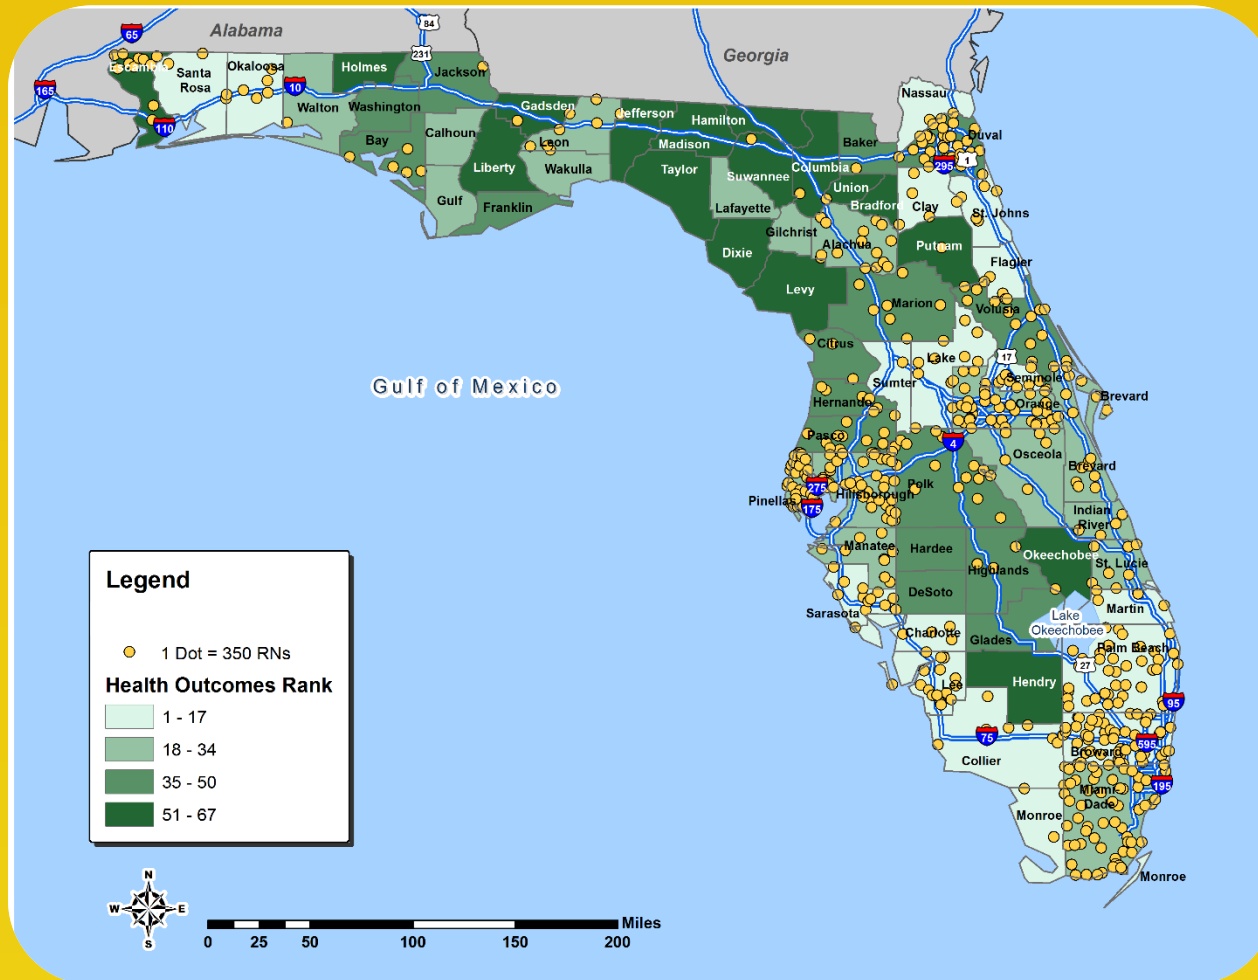 Alabama
Georgia
84
65
231
165
10
110
Santa
Rosa
Okaloosa
Walton
Holmes
Washington
Jackson
Bay
Calhoun
Gulf
Liberty
Franklin
Gadsden
Leon
Wakulla
Jefferson
Madison
Taylor
Hamilton
Suwannee
Lafayette
Columbia
Baker
Union
Bradford
Nassau
Duval
295
1
Clay
St. Johns
Gilchrist
Alachua
Putnam
Flagler
Dixie
Levy
Marion
Volusia
Citrus
Lake
17
Sumter
Seminole
Orange
Brevard
Hernando
Pasco
4
Osceola
Brevard
Polk
Pinellas
275
175
Hillsborough
Indian
River
Manatee
Hardee
Highlands
Okeechobee
St. Lucie
DeSoto
Sarasota
Martin
Lake
Okeechobee
Charlotte
Glades
Palm Beach
27
Lee
Hendry
95
75
Collier
Broward
595
195
Miami-
Dade
Monroe
Monroe
Gulf of Mexico
Legend
1 Dot = 350 RNs
Health Outcomes Rank
1 - 17
18 - 34
35 - 50
51 - 67
N
W
E
S
Miles
0 25 50 100 150 200